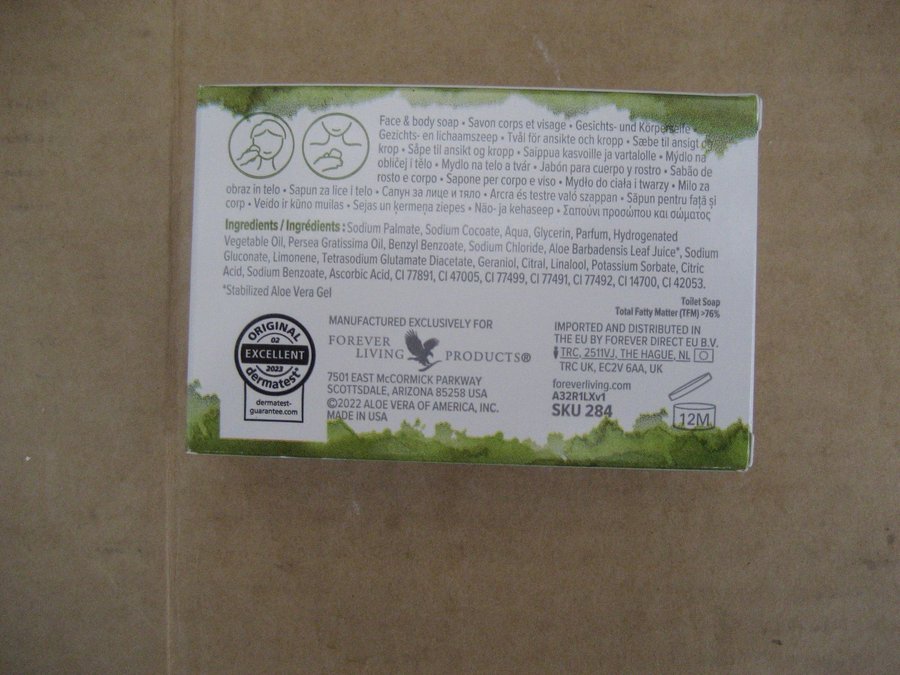 Face & body soap • Savon corps et visage • Gesichts- und Körperseife •
Gezichts- en lichaamszeep • Tvål för ansikte och kropp • Sæbe til ansigt og
krop • Såpe til ansikt og kropp • Saippua kasvoille ja vartalolle • Mýdlo na
obličej i tělo • Mydlo na telo a tvár • Jabón para cuerpo y rostro • Sabão de
rosto e corpo • Sapone per corpo e viso • Mydło do ciała i twarzy • Milo za
obraz in telo • Sapun za lice i telo • Сапун за лице и тяло • Arcra és testre való szappan • Săpun pentru față și
corp • Veido ir kūno muilas • Sejas un ķermeņa ziepes • Näo- ja kehaseep • Σαπούνι προσώπου και σώματος
Ingredients / Ingrédients : Sodium Palmate, Sodium Cocoate, Aqua, Glycerin, Parfum, Hydrogenated
Vegetable Oil, Persea Gratissima Oil, Benzyl Benzoate, Sodium Chloride, Aloe Barbadensis Leaf Juice*, Sodium
Gluconate, Limonene, Tetrasodium Glutamate Diacetate, Geraniol, Citral, Linalool, Potassium Sorbate, Citric
Acid, Sodium Benzoate, Ascorbic Acid, CI 77891, CI 47005, CI 77499, CI 77491, CI 77492, CI 14700, CI 42053.
*Stabilized Aloe Vera Gel
Toilet Soap
Total Fatty Matter (TFM) >76%
ORIGINAL
02
EXCELLENT
2023
dermatest®
dermatest-
guarantee.com
MANUFACTURED EXCLUSIVELY FOR
FOREVER
LIVING PRODUCTS®
7501 EAST McCORMICK PARKWAY
SCOTTSDALE, ARIZONA 85258 USA
©2022 ALOE VERA OF AMERICA, INC.
MADE IN USA
IMPORTED AND DISTRIBUTED IN
THE EU BY FOREVER DIRECT EU B.V.
TRC, 2511VJ, THE HAGUE, NL
TRC UK, EC2V 6AA, UK
foreverliving.com
A32R1LXv1
SKU 284
12M